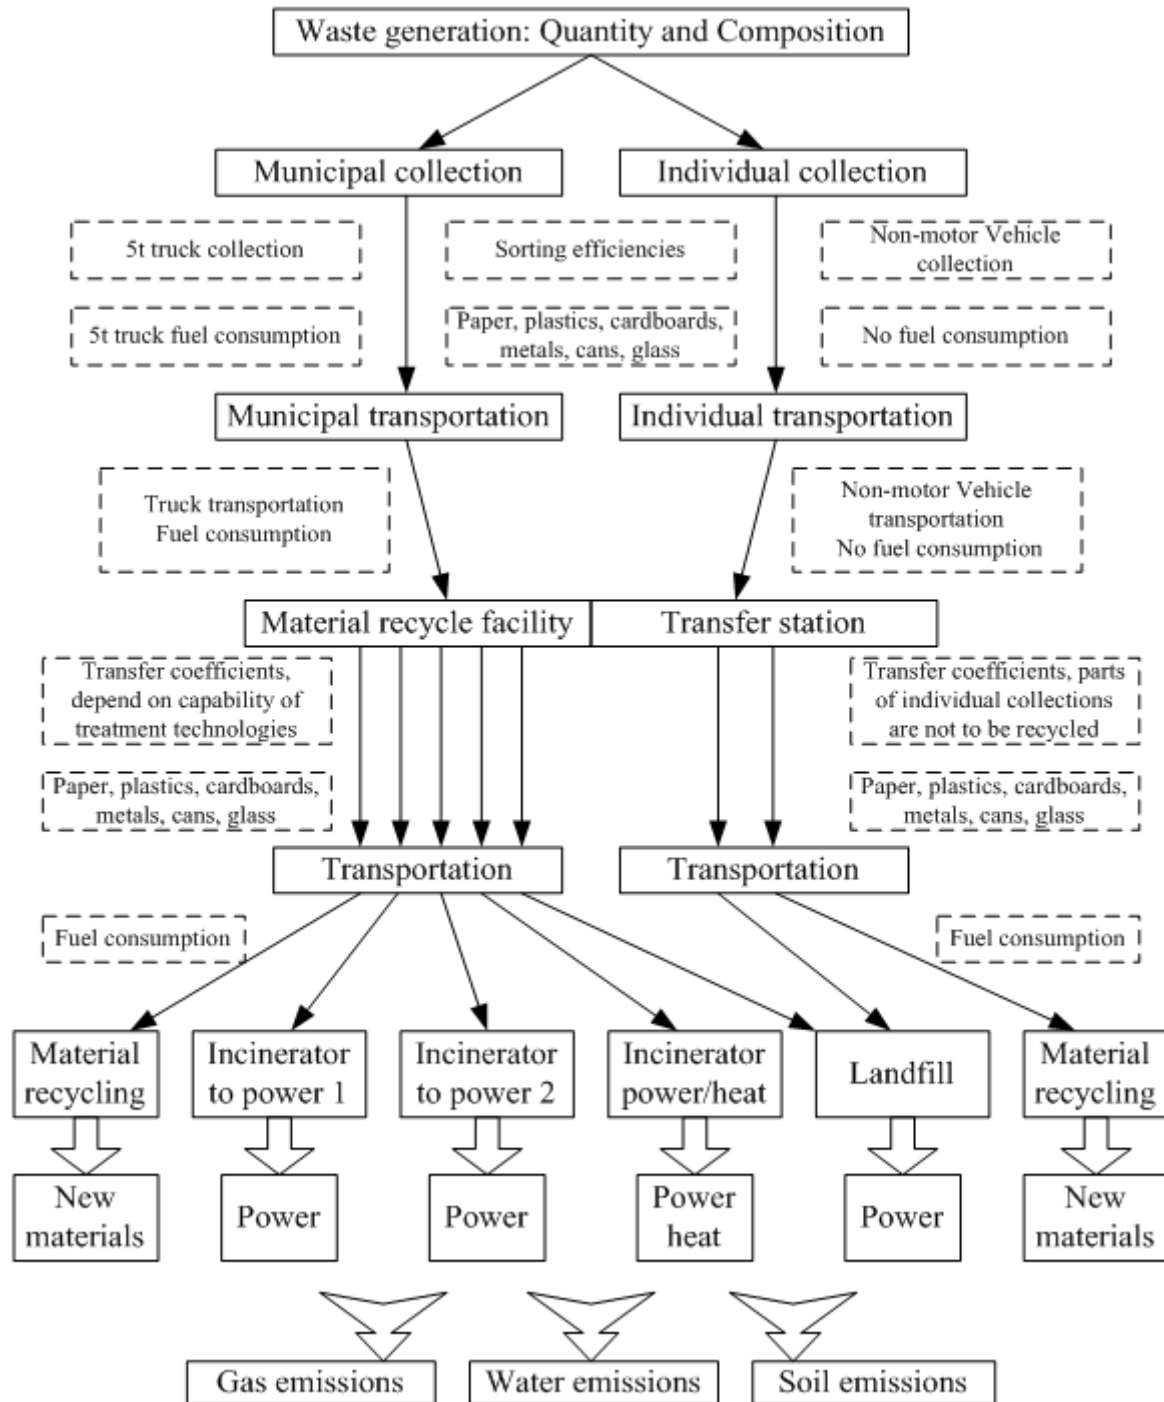 Waste generation: Quantity and Composition
Municipal collection
Individual collection
5t truck collection
Sorting efficiencies
Non-motor Vehicle
collection
5t truck fuel consumption
Paper, plastics, cardboards,
metals, cans, glass
No fuel consumption
Municipal transportation
Individual transportation
Truck transportation
Fuel consumption
Non-motor Vehicle
transportation
No fuel consumption
Material recycle facility
Transfer station
Transfer coefficients,
depend on capability of
treatment technologies
Transfer coefficients, parts
of individual collections
are not to be recycled
Paper, plastics, cardboards,
metals, cans, glass
Paper, plastics, cardboards,
metals, cans, glass
Transportation
Transportation
Fuel consumption
Fuel consumption
Material
recycling
Incinerator
to power 1
Incinerator
to power 2
Incinerator
power/heat
Landfill
Material
recycling
New
materials
Power
Power
Power
heat
Power
New
materials
Gas emissions
Water emissions
Soil emissions